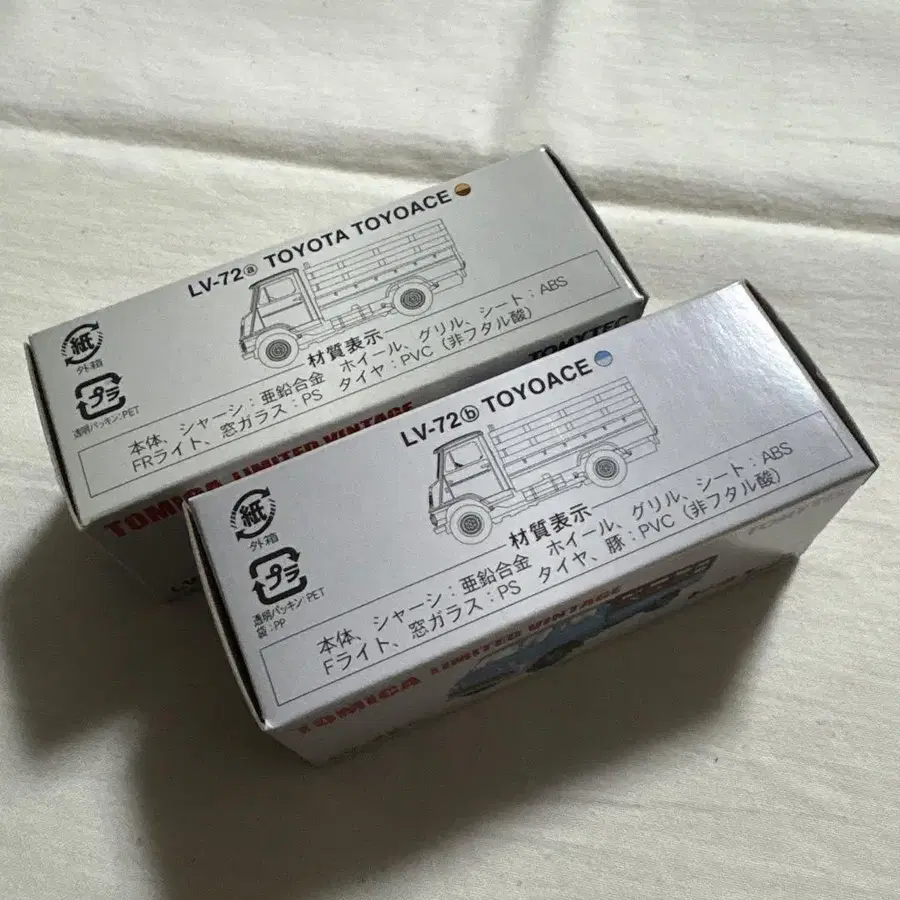 LV-72ⓐ TOYOTA TOYOACE
紙
外箱
プラ
透明パッキン:PET
材質表示
本体、シャーシ:亜鉛合金 ホイール、グリル、シート:ABS
FRライト、窓ガラス:PS タイヤ:PVC(非フタル酸)
TOMYTEC
TOMICA LIMITED VINTAGE
LV-72ⓑ TOYOACE
紙
外箱
プラ
透明パッキン:PET
袋:PP
材質表示
本体、シャーシ:亜鉛合金 ホイール、グリル、シート:ABS
Fライト、窓ガラス:PS タイヤ、豚:PVC(非フタル酸)
TOMYTEC
TOMICA LIMITED VINTAGE